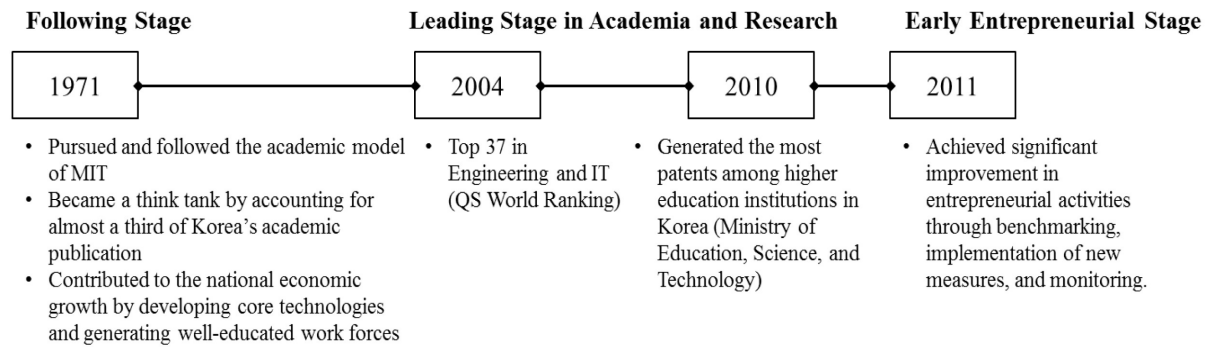 Following Stage
Leading Stage in Academia and Research
Early Entrepreneurial Stage
1971
2004
2010
2011
• Pursued and followed the academic model
of MIT
• Became a think tank by accounting for
almost a third of Korea's academic
publication
• Contributed to the national economic
growth by developing core technologies
and generating well-educated work forces
• Top 37 in
Engineering and IT
(QS World Ranking)
• Generated the most
patents among higher
education institutions in
Korea (Ministry of
Education, Science, and
Technology)
• Achieved significant
improvement in
entrepreneurial activities
through benchmarking,
implementation of new
measures, and monitoring.